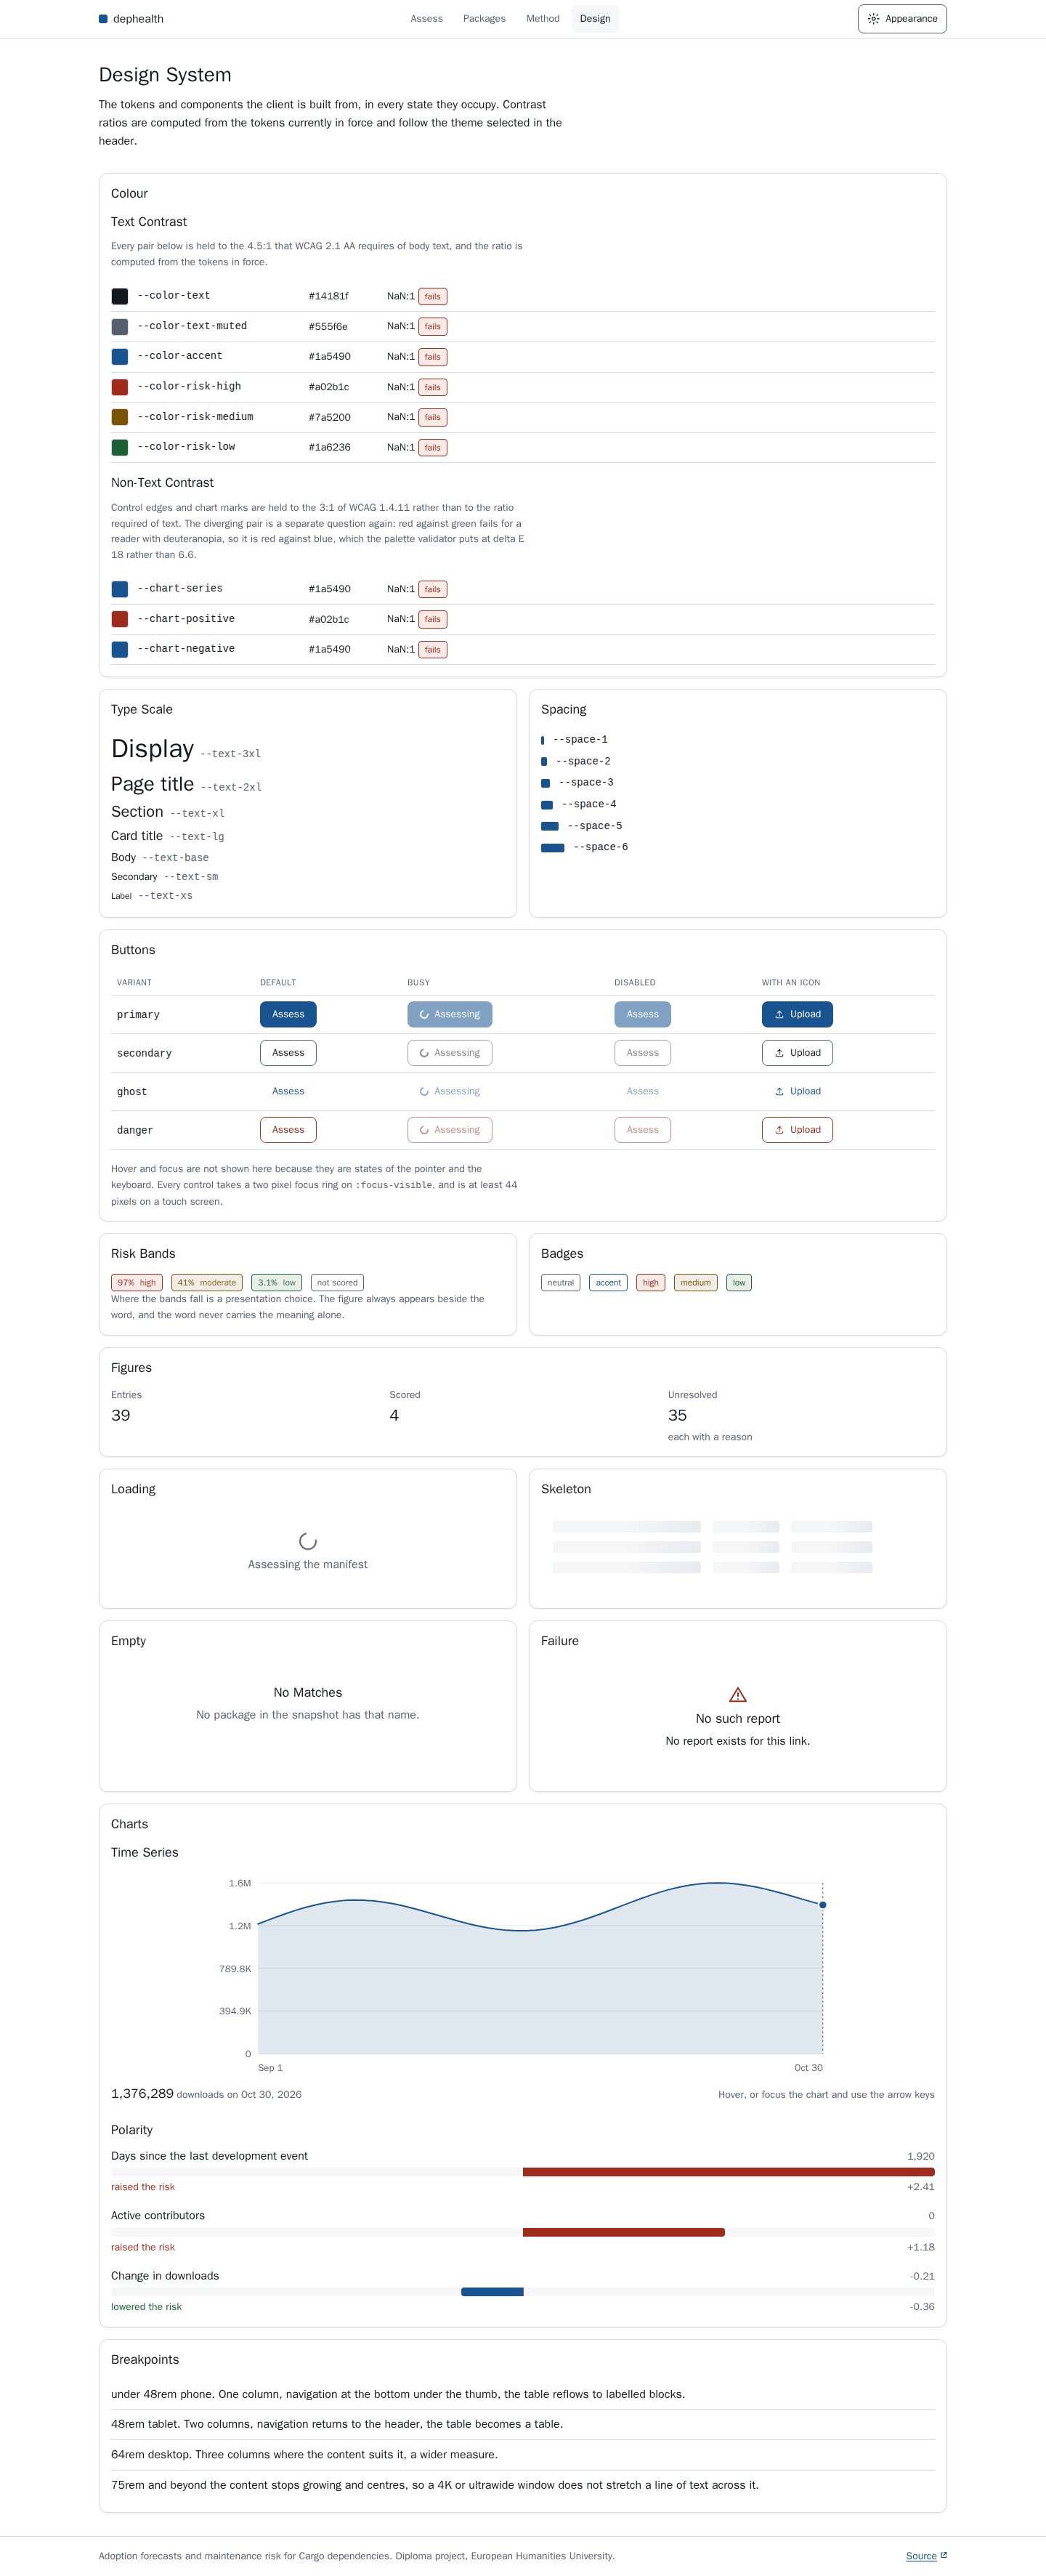 dephealth
Assess Packages Method Design
Appearance
Design System
The tokens and components the client is built from, in every state they occupy. Contrast
ratios are computed from the tokens currently in force and follow the theme selected in the
header.
Colour
Text Contrast
Every pair below is held to the 4.5:1 that WCAG 2.1 AA requires of body text, and the ratio is
computed from the tokens in force.
--color-text #14181f NaN:1 fails
--color-text-muted #555f6e NaN:1 fails
--color-accent #1a5490 NaN:1 fails
--color-risk-high #a02b1c NaN:1 fails
--color-risk-medium #7a5200 NaN:1 fails
--color-risk-low #1a6236 NaN:1 fails
Non-Text Contrast
Control edges and chart marks are held to the 3:1 of WCAG 1.4.11 rather than to the ratio
required of text. The diverging pair is a separate question again: red against green fails for a
reader with deuteranopia, so it is red against blue, which the palette validator puts at delta E
18 rather than 6.6.
--chart-series #1a5490 NaN:1 fails
--chart-positive #a02b1c NaN:1 fails
--chart-negative #1a5490 NaN:1 fails
Type Scale
Display --text-3xl
Page title --text-2xl
Section --text-xl
Card title --text-lg
Body --text-base
Secondary --text-sm
Label --text-xs
Spacing
--space-1
--space-2
--space-3
--space-4
--space-5
--space-6
Buttons
VARIANT DEFAULT BUSY DISABLED WITH AN ICON
primary Assess Assessing Assess Upload
secondary Assess Assessing Assess Upload
ghost Assess Assessing Assess Upload
danger Assess Assessing Assess Upload
Hover and focus are not shown here because they are states of the pointer and the
keyboard. Every control takes a two pixel focus ring on :focus-visible, and is at least 44
pixels on a touch screen.
Risk Bands
97% high 41% moderate 3.1% low not scored
Where the bands fall is a presentation choice. The figure always appears beside the
word, and the word never carries the meaning alone.
Badges
neutral accent high medium low
Figures
Entries
39
Scored
4
Unresolved
35
each with a reason
Loading
Assessing the manifest
Skeleton
Empty
No Matches
No package in the snapshot has that name.
Failure
No such report
No report exists for this link.
Charts
Time Series
1.6M
1.2M
789.8K
394.9K
0
Sep 1 Oct 30
1,376,289 downloads on Oct 30, 2026
Hover, or focus the chart and use the arrow keys
Polarity
Days since the last development event 1,920
raised the risk +2.41
Active contributors 0
raised the risk +1.18
Change in downloads -0.21
lowered the risk -0.36
Breakpoints
under 48rem phone. One column, navigation at the bottom under the thumb, the table reflows to labelled blocks.
48rem tablet. Two columns, navigation returns to the header, the table becomes a table.
64rem desktop. Three columns where the content suits it, a wider measure.
75rem and beyond the content stops growing and centres, so a 4K or ultrawide window does not stretch a line of text across it.
Adoption forecasts and maintenance risk for Cargo dependencies. Diploma project, European Humanities University.
Source